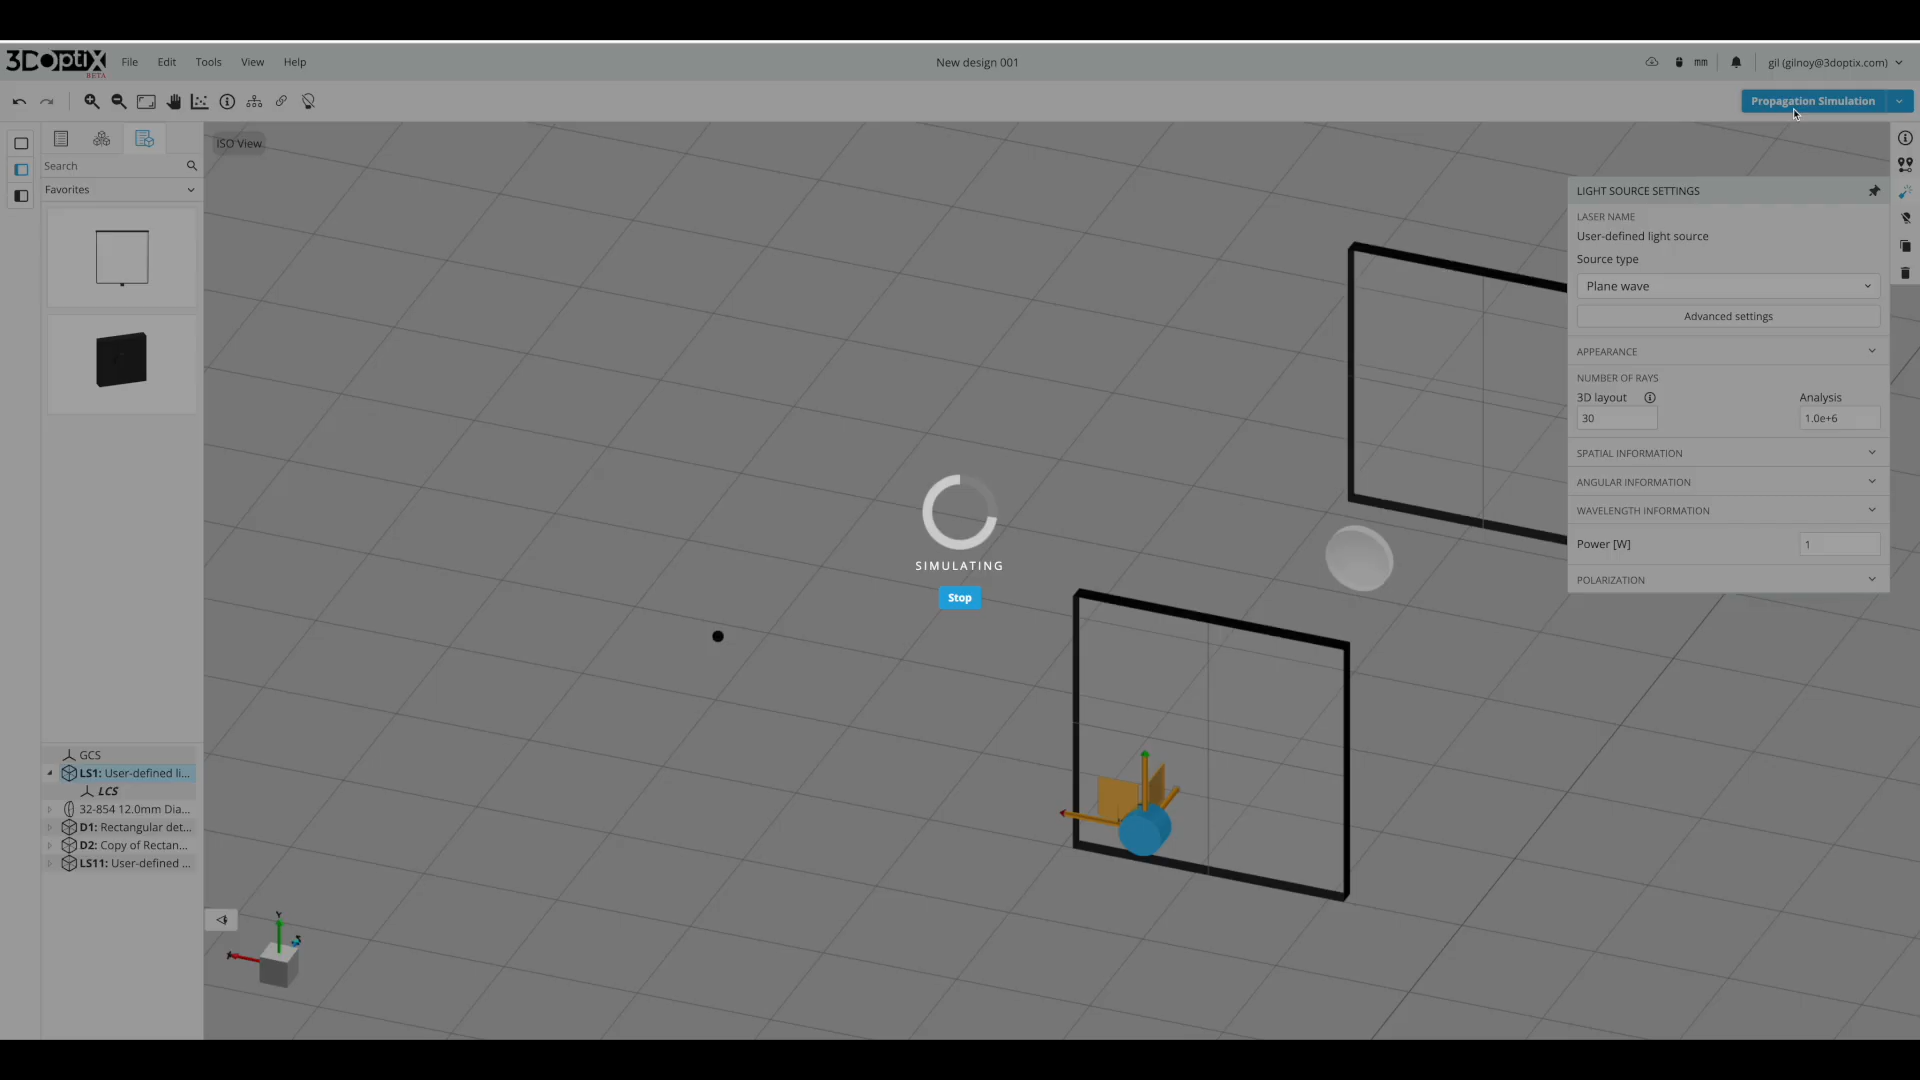 3DOptix
BETA
File
Edit
Tools
View
Help
New design 001
mm
gil (gilnoy@3doptix.com)
Propagation Simulation
Search
Favorites
ISO View
LIGHT SOURCE SETTINGS
LASER NAME
User-defined light source
Source type
Plane wave
Advanced settings
APPEARANCE
NUMBER OF RAYS
3D layout
Analysis
30
1.0e+6
SPATIAL INFORMATION
ANGULAR INFORMATION
WAVELENGTH INFORMATION
Power [W]
1
POLARIZATION
SIMULATING
Stop
GCS
LS1: User-defined li...
LCS
32-854 12.0mm Dia...
D1: Rectangular det...
D2: Copy of Rectan...
LS11: User-defined ...
Y